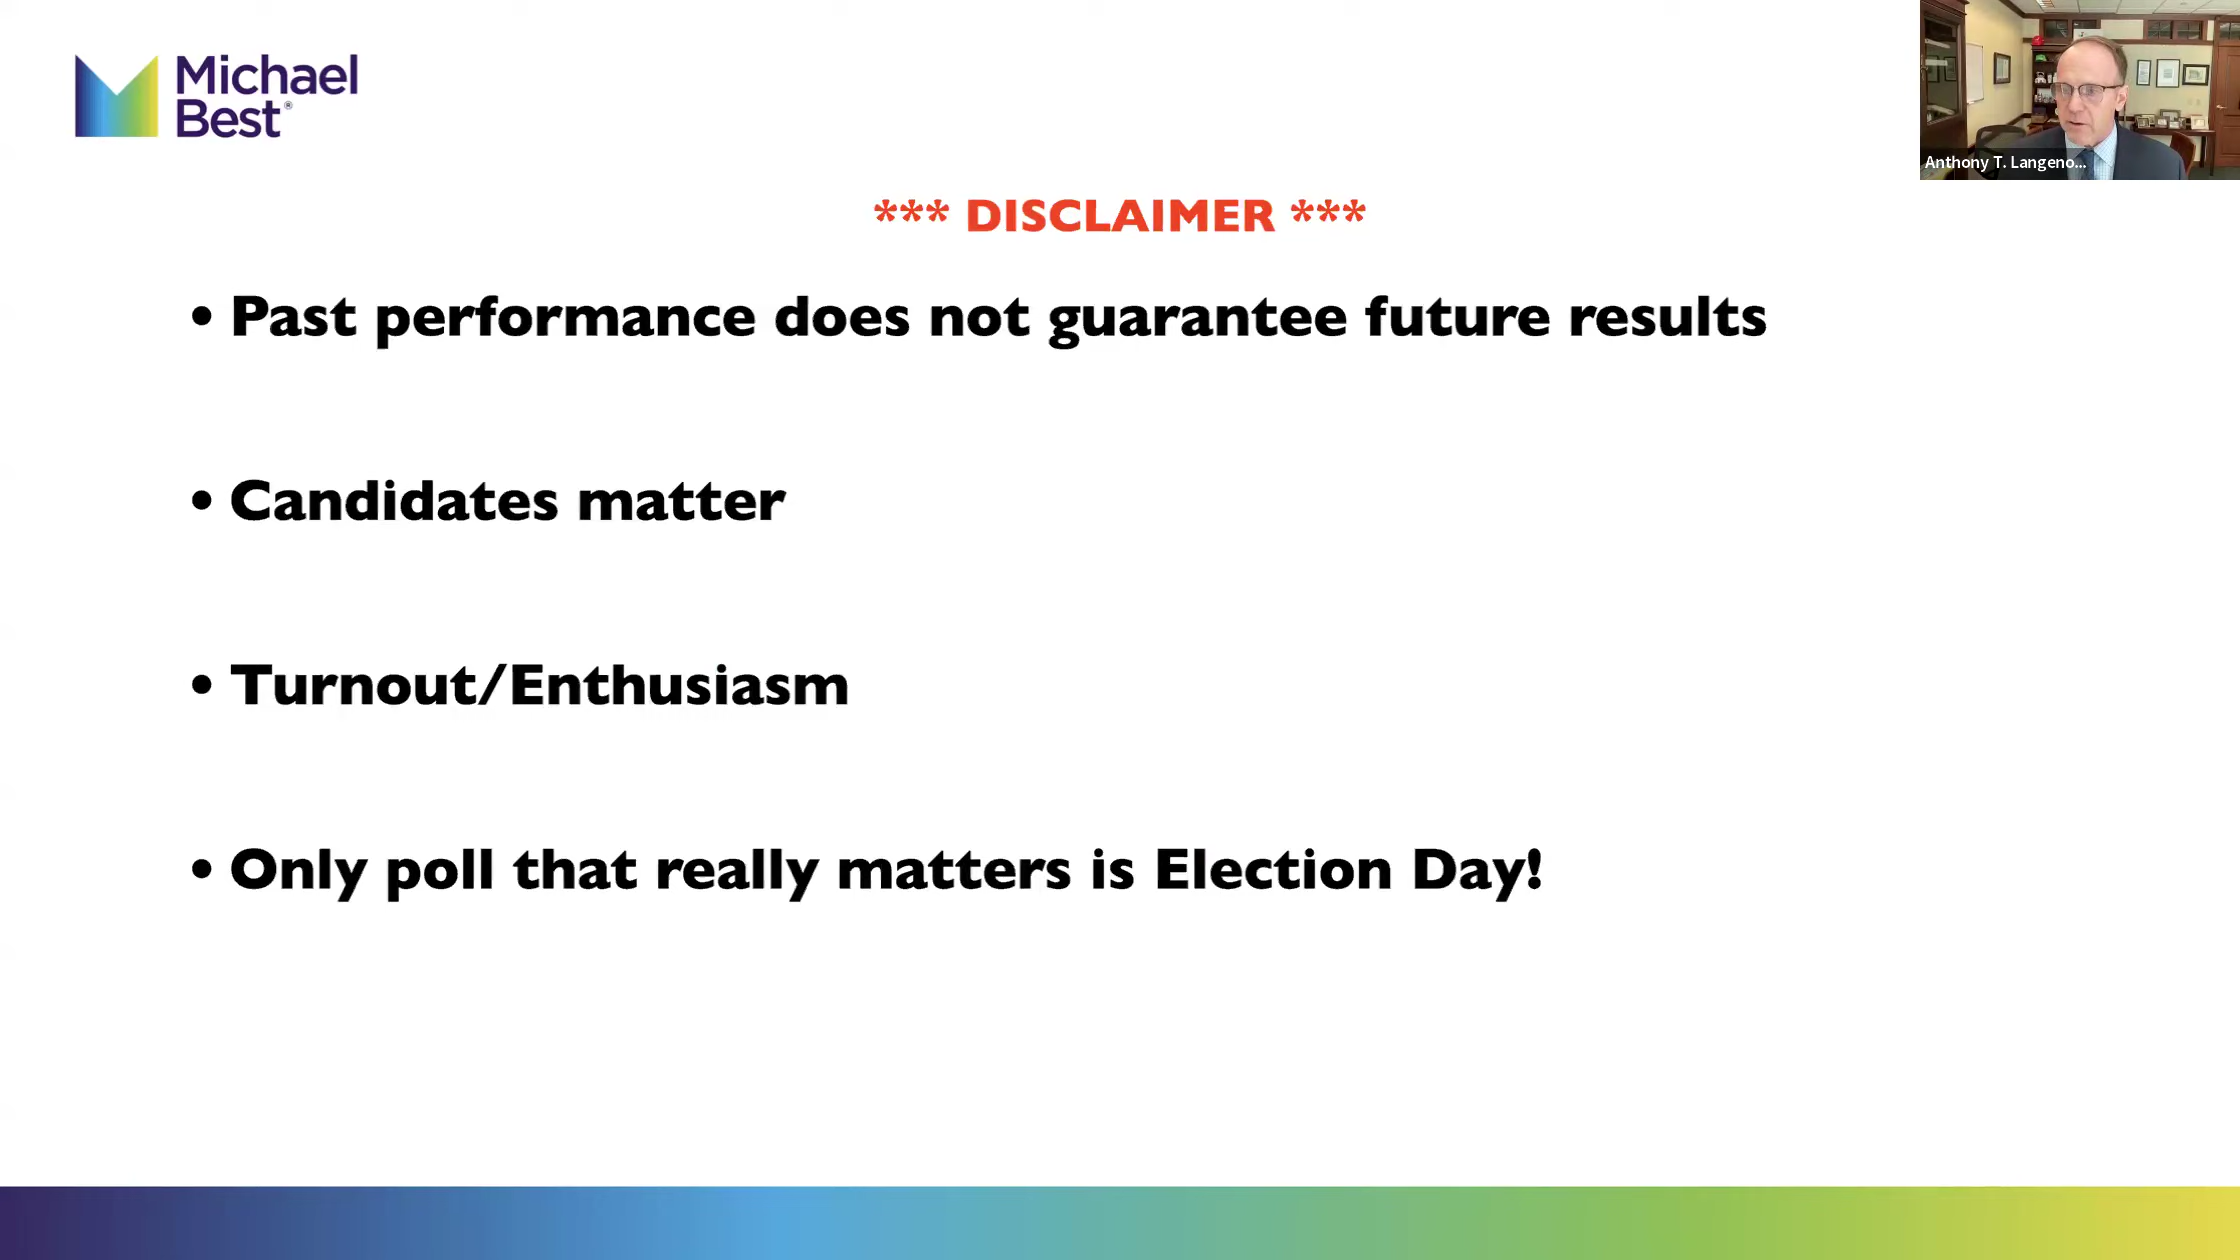 Michael
Best®
Anthony T. Langeno...
*** DISCLAIMER ***
• Past performance does not guarantee future results
• Candidates matter
• Turnout/Enthusiasm
• Only poll that really matters is Election Day!